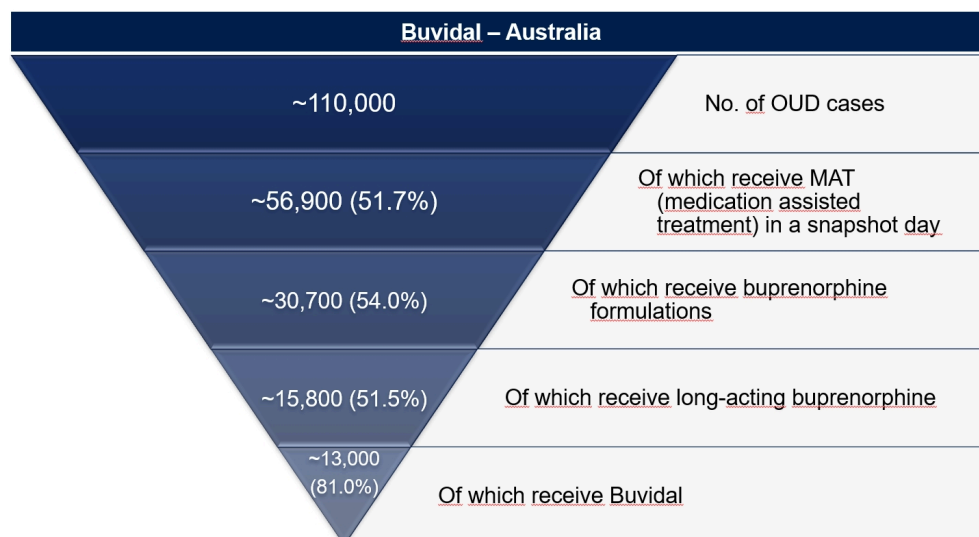 Buvidal – Australia
~110,000
No. of OUD cases
~56,900 (51.7%)
Of which receive MAT
(medication assisted
treatment) in a snapshot day
~30,700 (54.0%)
Of which receive buprenorphine
formulations
~15,800 (51.5%)
Of which receive long-acting buprenorphine
~13,000
(81.0%)
Of which receive Buvidal